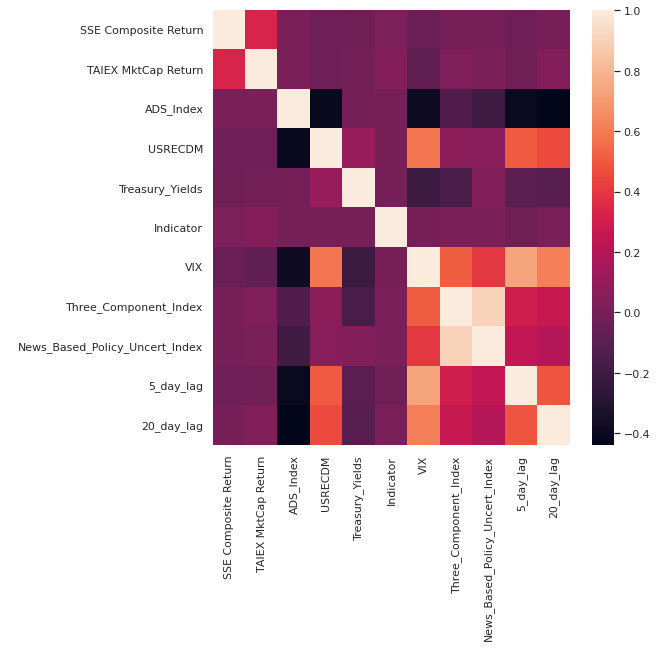 SSE Composite Return
TAIEX MktCap Return
ADS_Index
USRECDM
Treasury_Yields
Indicator
VIX
Three_Component_Index
News_Based_Policy_Uncert_Index
5_day_lag
20_day_lag
SSE Composite Return
TAIEX MktCap Return
ADS_Index
USRECDM
Treasury_Yields
Indicator
VIX
Three_Component_Index
News_Based_Policy_Uncert_Index
5_day_lag
20_day_lag
1.0
0.8
0.6
0.4
0.2
0.0
−0.2
−0.4